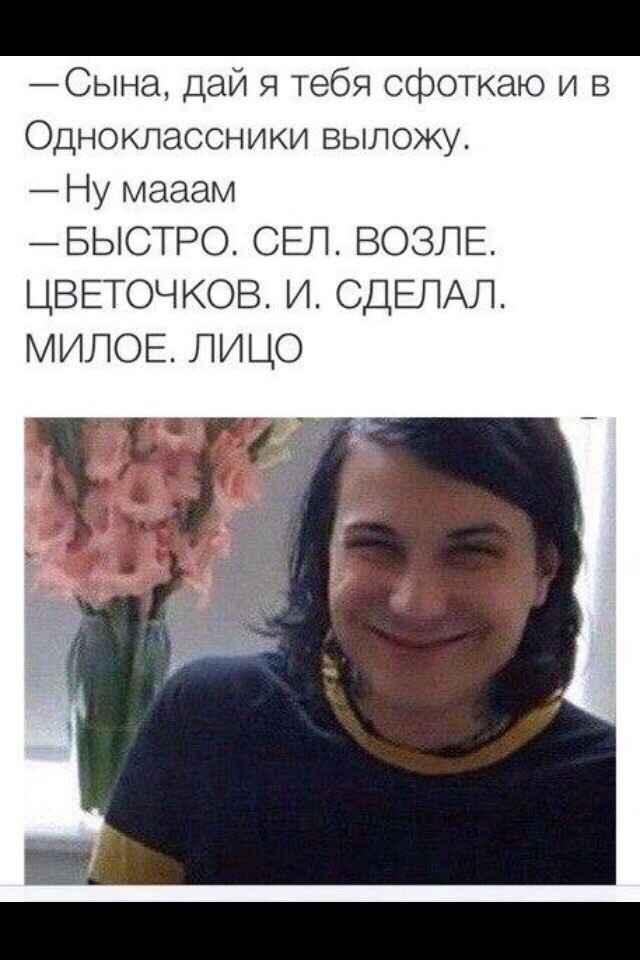 —Сына, дай я тебя сфоткаю и в
Одноклассники выложу.
—Ну мааам
—БЫСТРО. СЕЛ. ВОЗЛЕ.
ЦВЕТОЧКОВ. И. СДЕЛАЛ.
МИЛОЕ. ЛИЦО